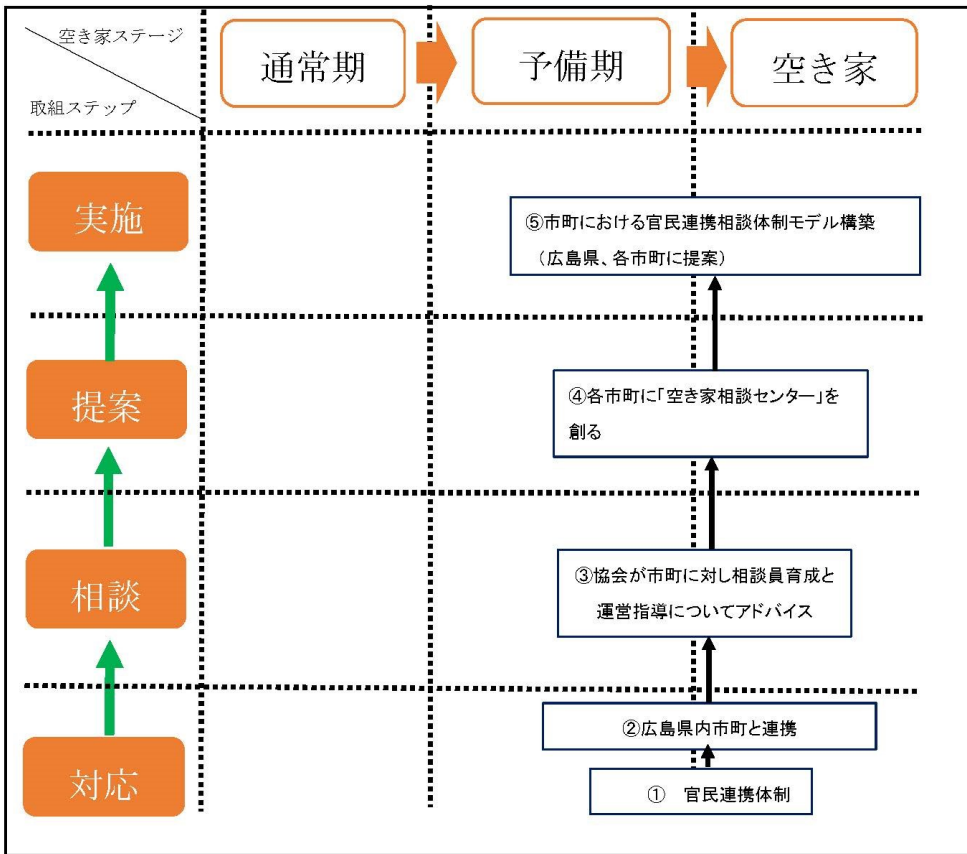 空き家ステージ
取組ステップ
通常期
予備期
空き家
実施
⑤市町における官民連携相談体制モデル構築
（広島県、各市町に提案）
提案
④各市町に「空き家相談センター」を
創る
相談
③協会が市町に対し相談員育成と
運営指導についてアドバイス
②広島県内市町と連携
対応
① 官民連携体制